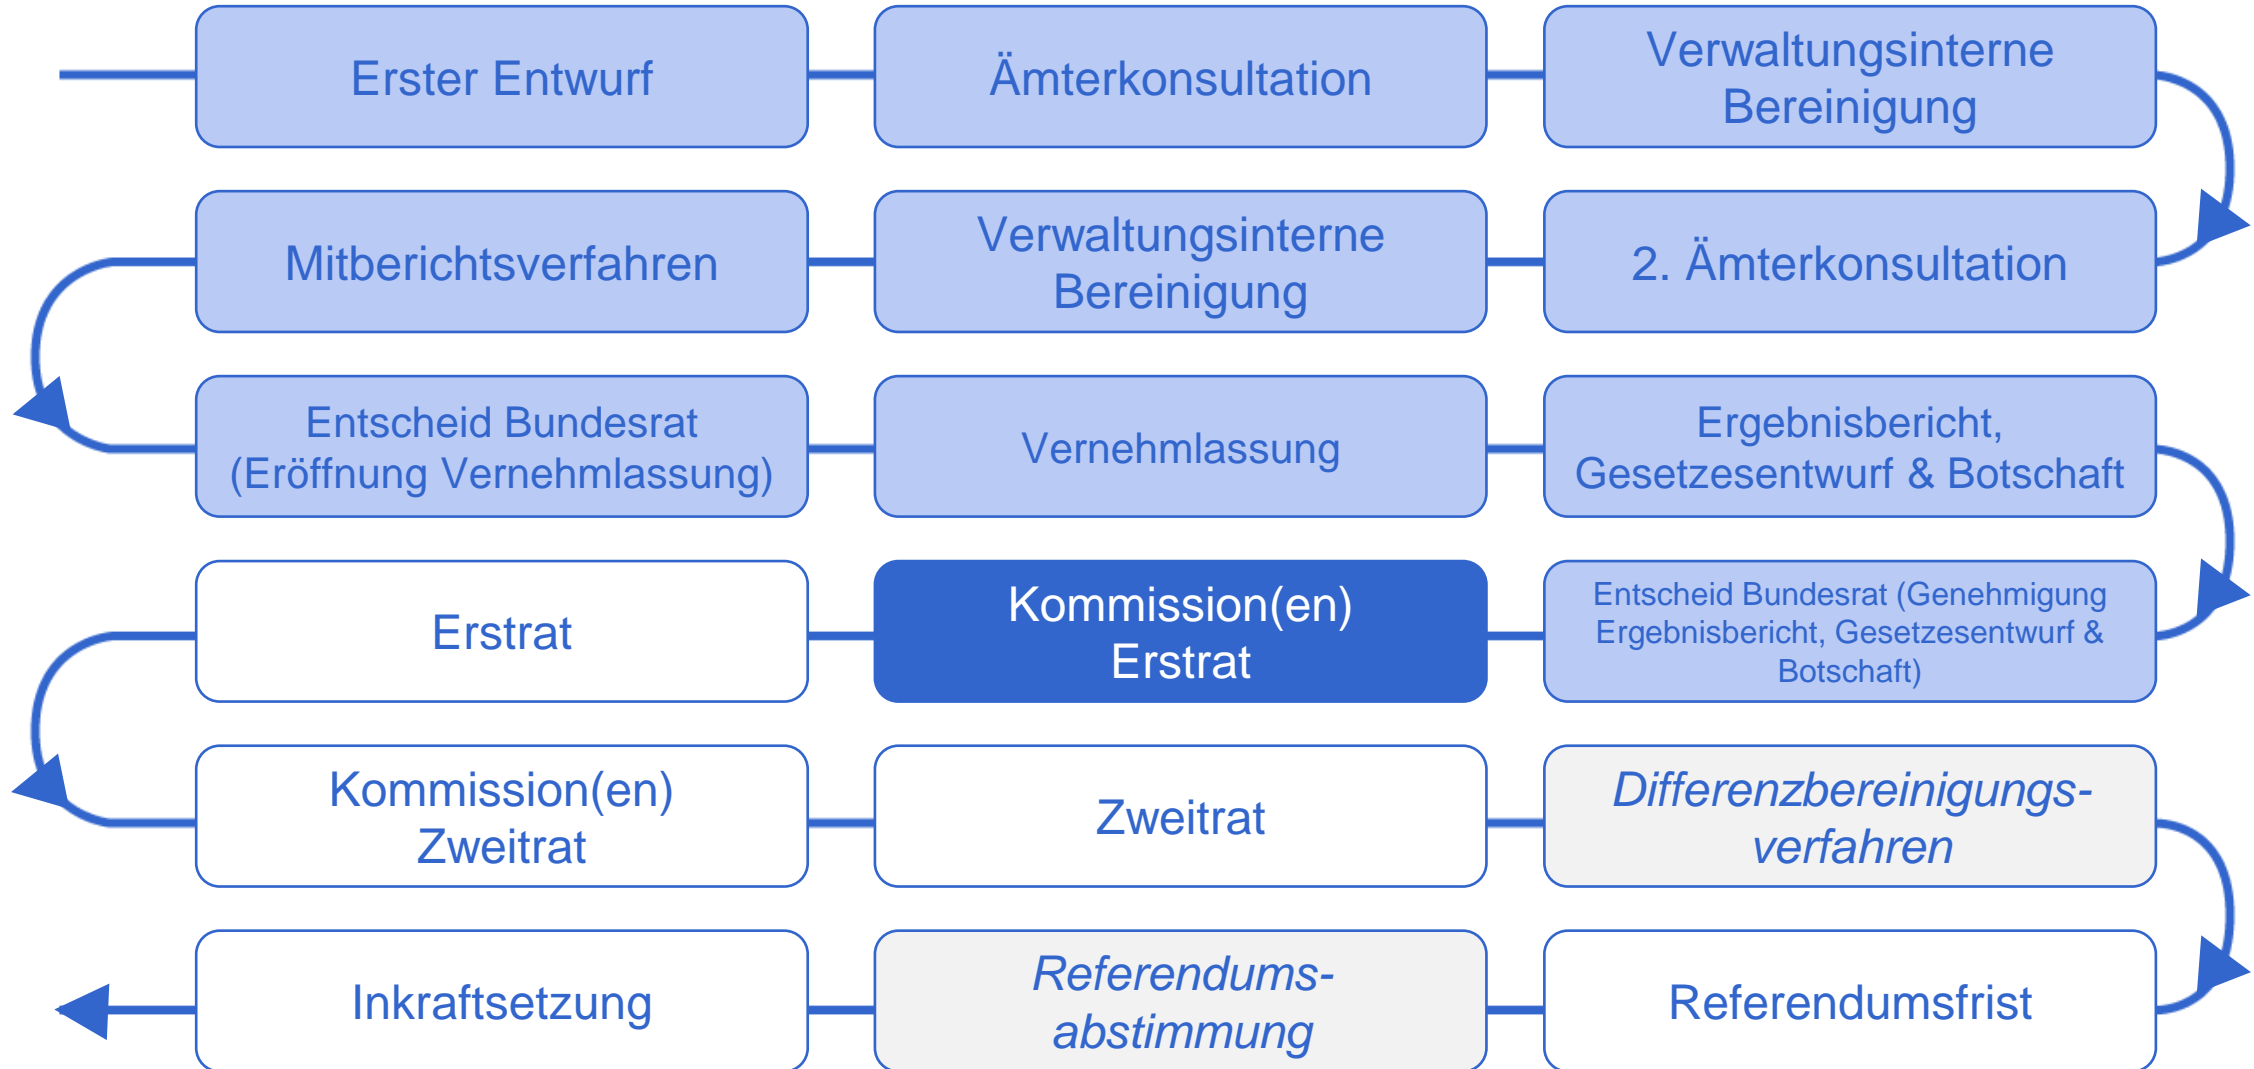 Erster Entwurf
Ämterkonsultation
Verwaltungsinterne
Bereinigung
Mitberichtsverfahren
Verwaltungsinterne
Bereinigung
2. Ämterkonsultation
Entscheid Bundesrat
(Eröffnung Vernehmlassung)
Vernehmlassung
Ergebnisbericht,
Gesetzesentwurf & Botschaft
Erstrat
Kommission(en)
Erstrat
Entscheid Bundesrat (Genehmigung
Ergebnisbericht, Gesetzesentwurf &
Botschaft)
Kommission(en)
Zweitrat
Zweitrat
Differenzbereinigungs-
verfahren
Inkraftsetzung
Referendums-
abstimmung
Referendumsfrist